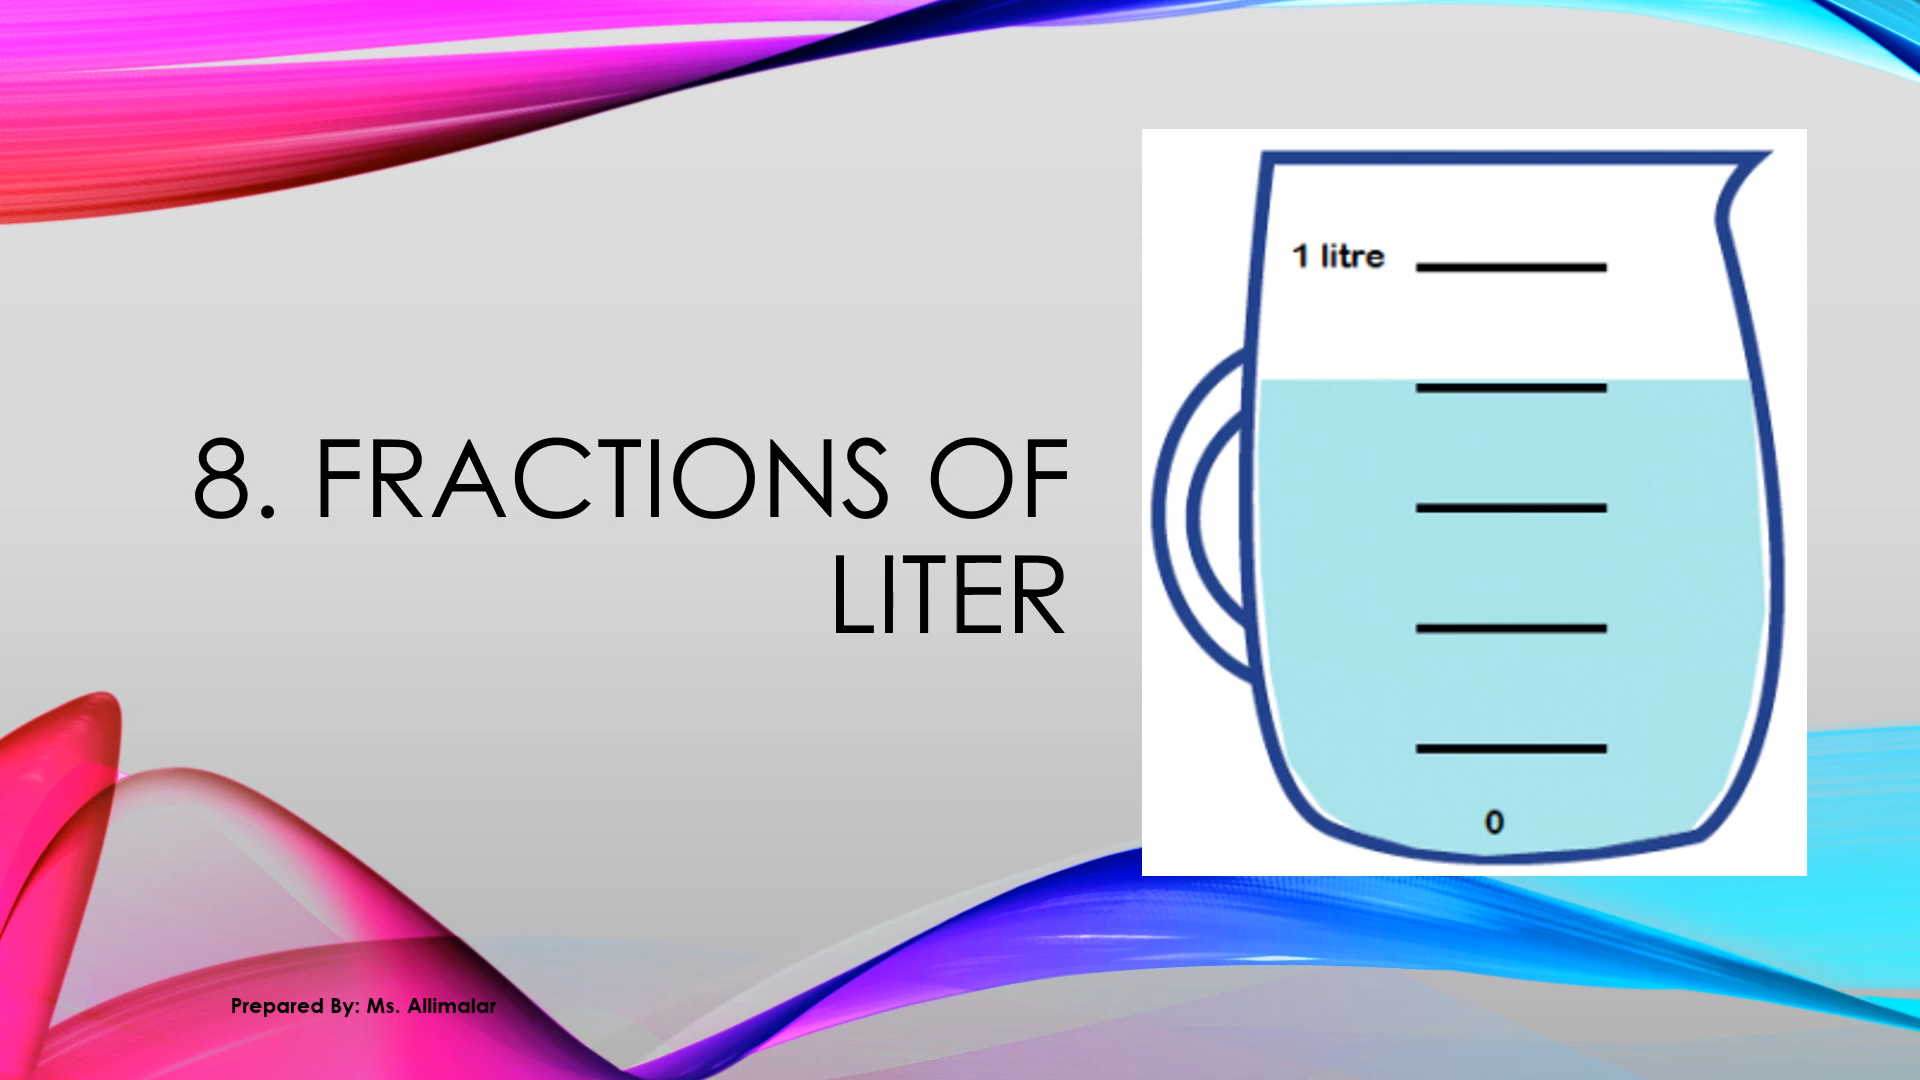 8. FRACTIONS OF
LITER
1 litre
0
Prepared By: Ms. Allimalar